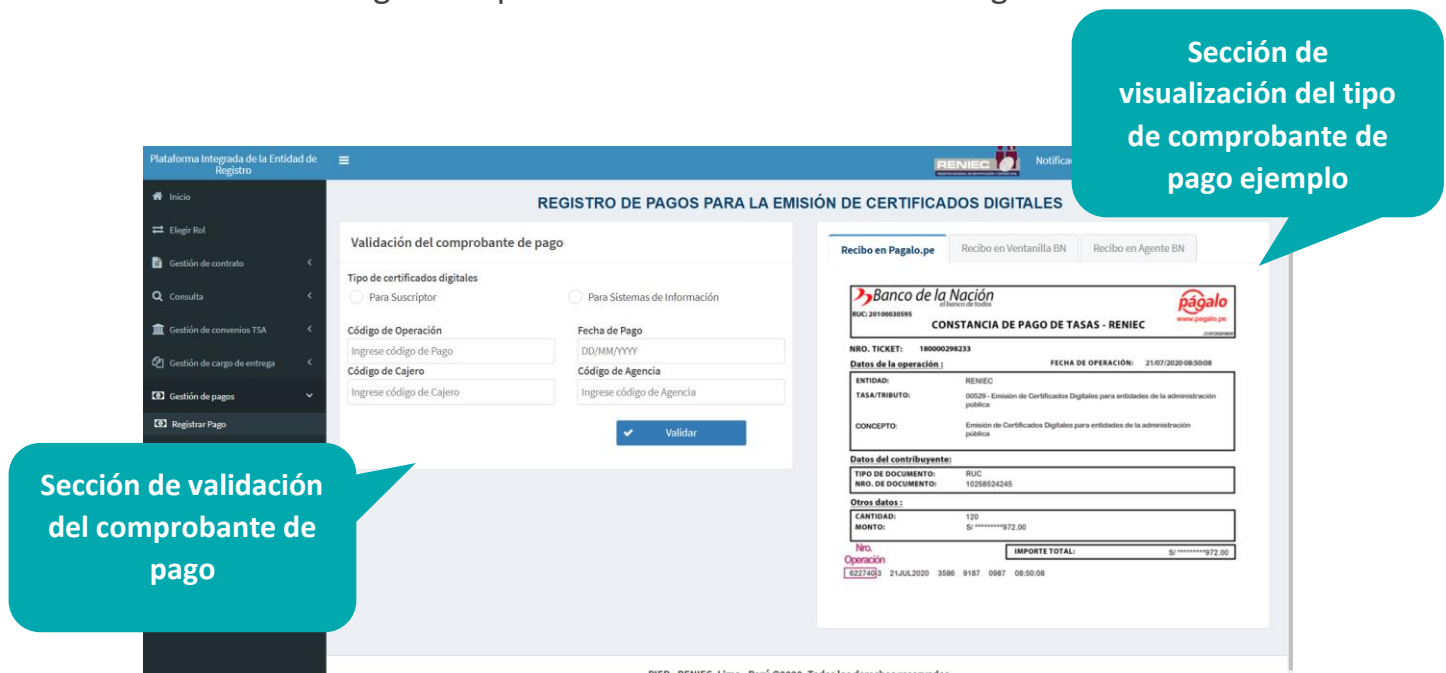 Sección de
visualización del tipo
de comprobante de
pago ejemplo
Plataforma Integrada de la Entidad de
Registro
RENIEC
Inicio
Elegir Rol
Gestión de contrato
Consulta
Gestión de convenios TSA
Gestión de cargo de entrega
Gestión de pagos
Registrar Pago
REGISTRO DE PAGOS PARA LA EMISIÓN DE CERTIFICADOS DIGITALES
Validación del comprobante de pago
Tipo de certificados digitales
Para Suscriptor Para Sistemas de Información
Código de Operación Fecha de Pago
Ingrese código de Pago DD/MM/YYYY
Código de Cajero Código de Agencia
Ingrese código de Cajero Ingrese código de Agencia
Validar
Sección de validación
del comprobante de
pago
Recibo en Pagalo.pe Recibo en Ventanilla BN Recibo en Agente BN
Banco de la Nación
el banco de todos
págalo
www.pagalo.pe
RUC: 20100030595
CONSTANCIA DE PAGO DE TASAS - RENIEC
NRO. TICKET: 180000298233
Datos de la operación : FECHA DE OPERACIÓN: 21/07/2020 08:50:08
ENTIDAD: RENIEC
TASA/TRIBUTO: 00529 - Emisión de Certificados Digitales para entidades de la administración
pública
CONCEPTO: Emisión de Certificados Digitales para entidades de la administración
pública
Datos del contribuyente:
TIPO DE DOCUMENTO: RUC
NRO. DE DOCUMENTO: 10258524245
Otros datos :
CANTIDAD: 120
MONTO: S/ *********972.00
Nro.
Operación
IMPORTE TOTAL: S/ *********972.00
622740-3 21JUL2020 3586 9187 0987 08:50:08